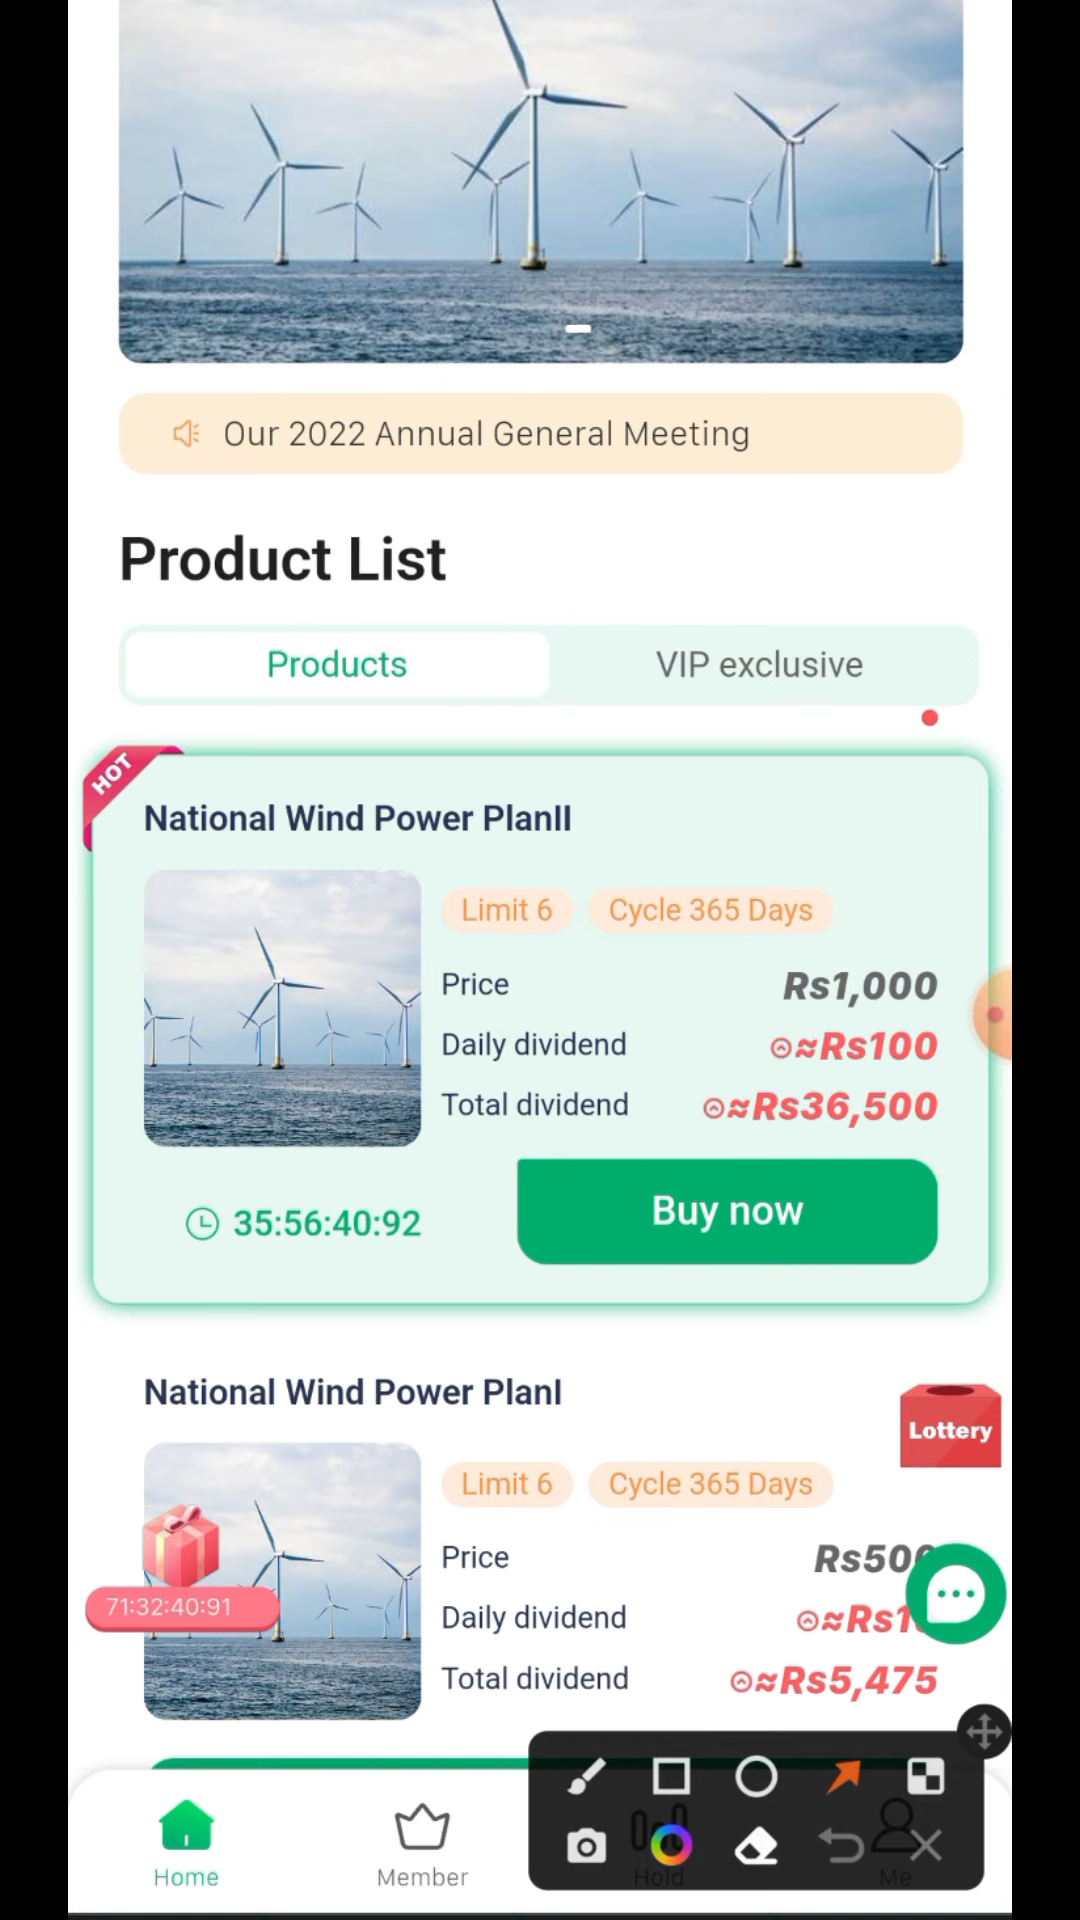 Our 2022 Annual General Meeting
Product List
Products
VIP exclusive
HOT
National Wind Power PlanII
Limit 6
Cycle 365 Days
Price
Rs1,000
Daily dividend
≈Rs100
Total dividend
≈Rs36,500
35:56:40:92
Buy now
National Wind Power PlanI
Lottery
Limit 6
Cycle 365 Days
Price
71:32:40:91
Daily dividend
Total dividend
≈Rs5,475
Home
Member
Hold
Me